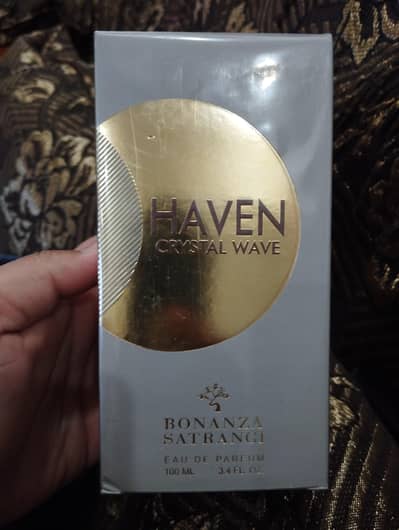 HAVEN
CRYSTAL WAVE
BONANZA
SATRANGI
EAU DE PARFUM
100 ML 3.4 FL. OZ